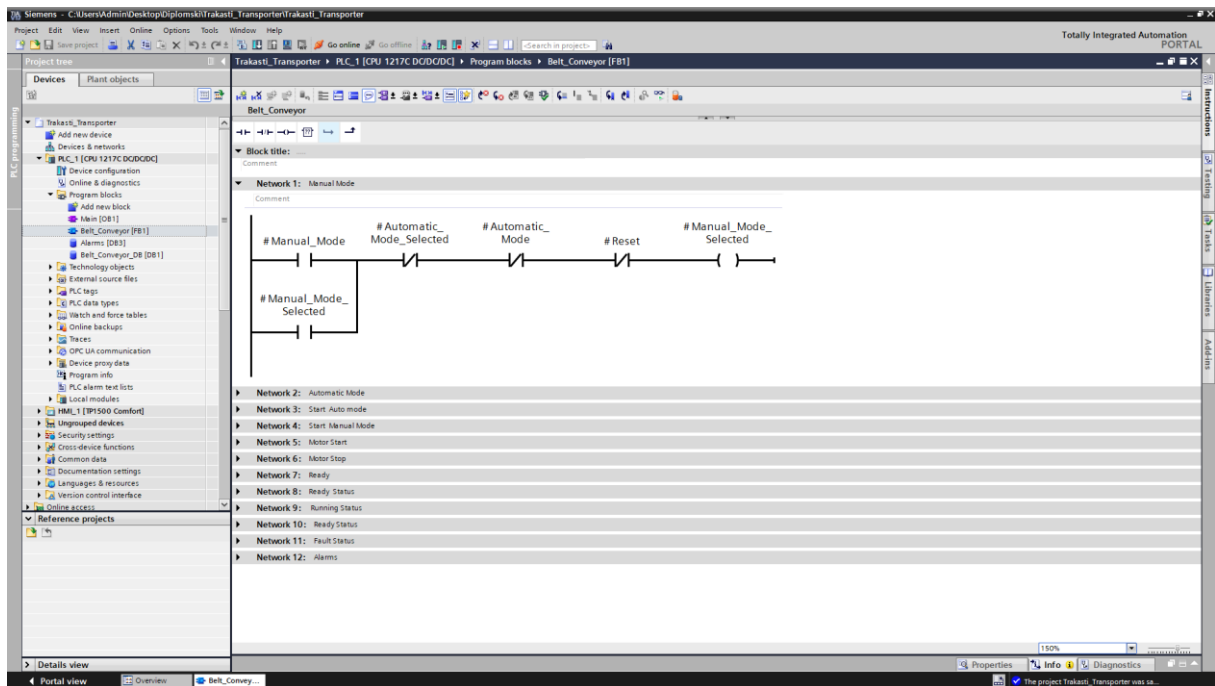 Siemens - C:\Users\Admin\Desktop\Diplomski\Trakasti_Transporter\Trakasti_Transporter
Project Edit View Insert Online Options Tools Window Help
Totally Integrated Automation
PORTAL
Save project Go online Go offline <Search in project>
Project tree
Trakasti_Transporter PLC_1 [CPU 1217C DC/DC/DC] Program blocks Belt_Conveyor [FB1]
Devices Plant objects
PLC programming
Trakasti_Transporter
Add new device
Devices & networks
PLC_1 [CPU 1217C DC/DC/DC]
Device configuration
Online & diagnostics
Program blocks
Add new block
Main [OB1]
Belt_Conveyor [FB1]
Alarms [DB3]
Belt_Conveyor_DB [DB1]
Technology objects
External source files
PLC tags
PLC data types
Watch and force tables
Online backups
Traces
OPC UA communication
Device proxy data
Program info
PLC alarm text lists
Local modules
HMI_1 [TP1500 Comfort]
Ungrouped devices
Security settings
Cross-device functions
Common data
Documentation settings
Languages & resources
Version control interface
Online access
Reference projects
Details view
Belt_Conveyor
Block title: .....
Comment
Network 1: Manual Mode
Comment
#Manual_Mode
#Automatic_
Mode_Selected
#Automatic_
Mode
#Reset
#Manual_Mode_
Selected
#Manual_Mode_
Selected
Network 2: Automatic Mode
Network 3: Start Auto mode
Network 4: Start Manual Mode
Network 5: Motor Start
Network 6: Motor Stop
Network 7: Ready
Network 8: Ready Status
Network 9: Running Status
Network 10: Ready Status
Network 11: Fault Status
Network 12: Alarms
150%
Properties Info Diagnostics
Instructions
Testing
Tasks
Libraries
Add-ins
Portal view Overview Belt_Convey...
The project Trakasti_Transporter was sa...